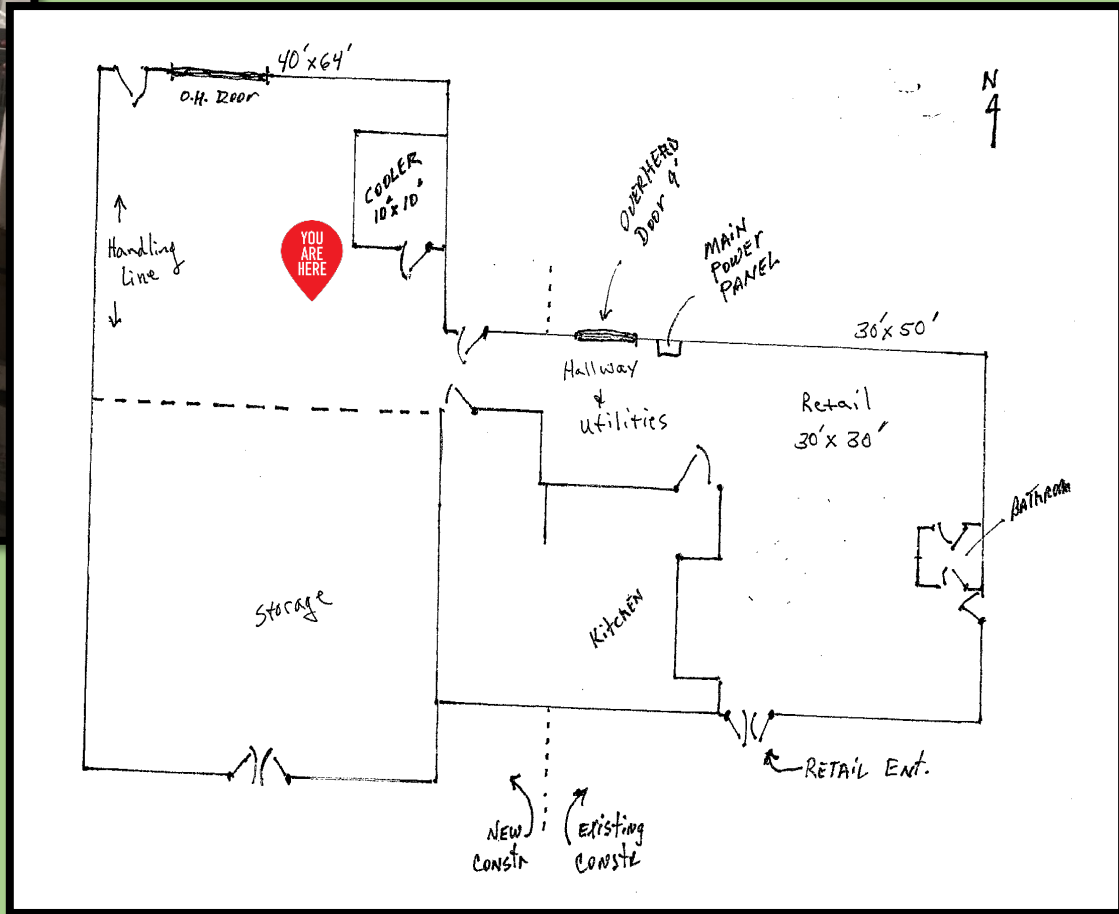 40'x64'
O.H. Door
N
COOLER
10'x10'
OVERHEAD
Door 9'
MAIN
POWER
PANEL
YOU
ARE
HERE
Handling
Line
30'x50'
Hallway
&
Utilities
Retail
30'x30'
BATHROOM
Storage
KitchEN
RETAIL ENT.
NEW
Constr
Existing
Constr